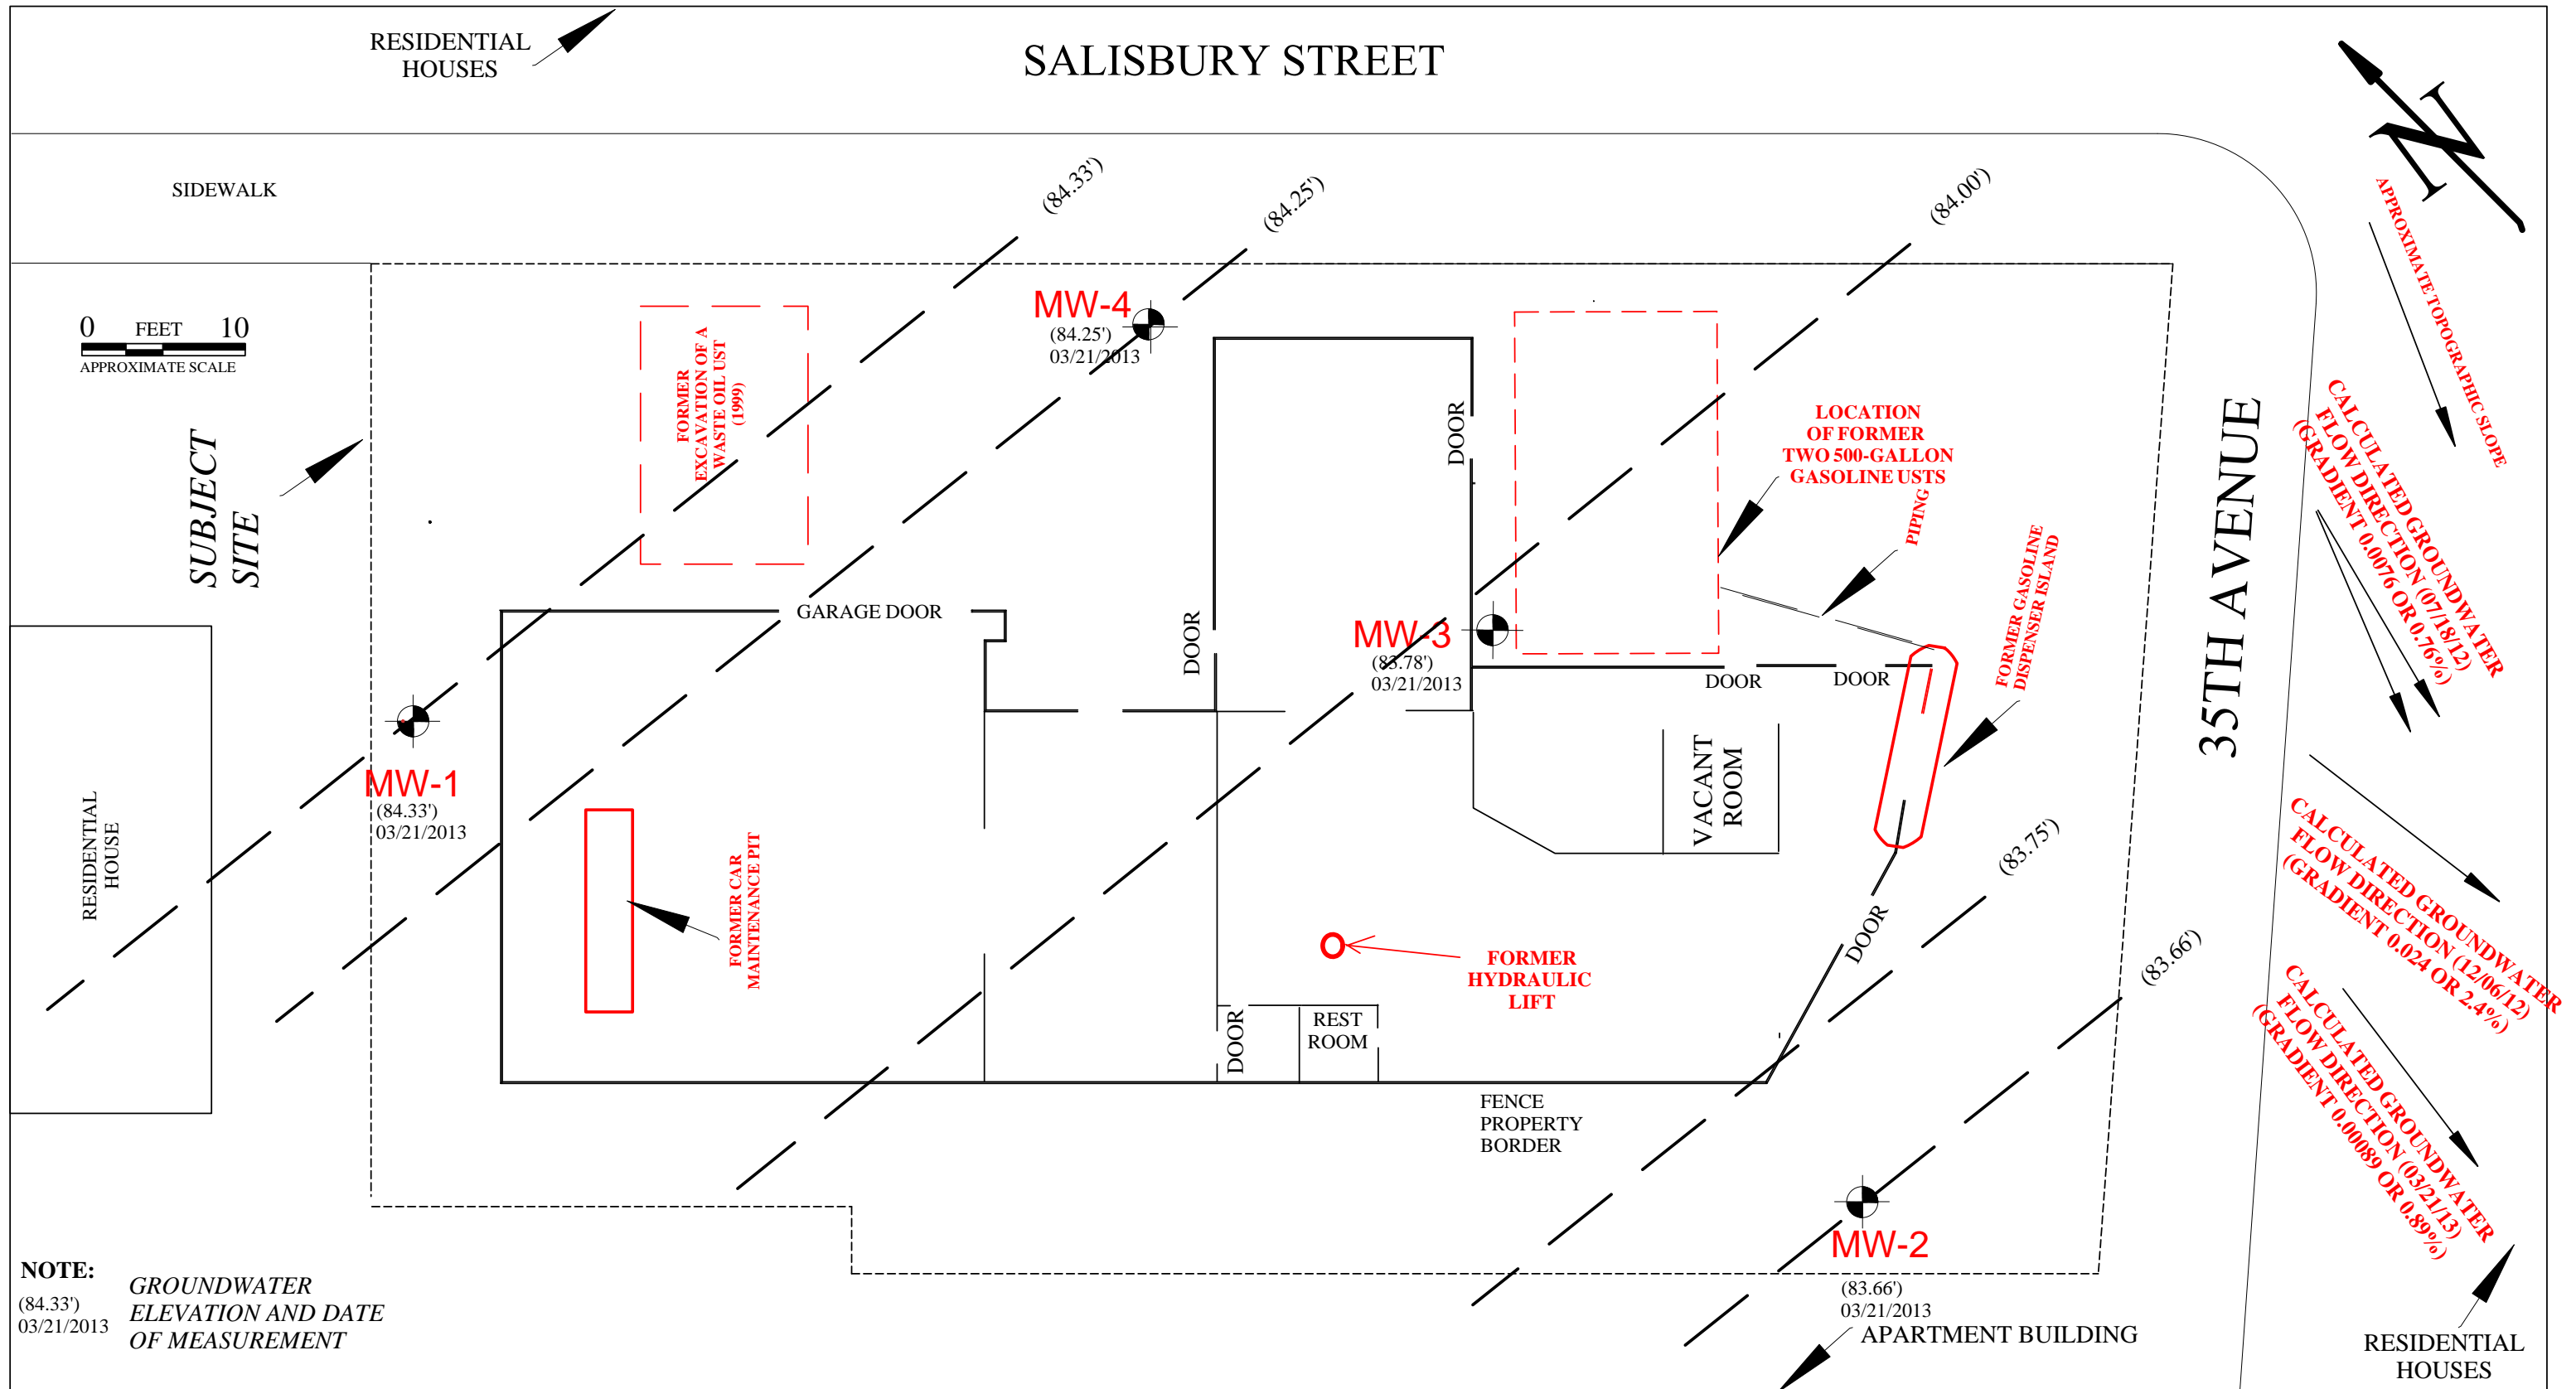 RESIDENTIAL
HOUSES
SALISBURY STREET
N
SIDEWALK
(84.33')
(84.25')
(84.00')
APPROXIMATE TOPOGRAPHIC SLOPE
0 FEET 10
APPROXIMATE SCALE
SUBJECT
SITE
FORMER
EXCAVATION OF A
WASTE OIL UST
(1999)
MW-4
(84.25')
03/21/2013
DOOR
LOCATION
OF FORMER
TWO 500-GALLON
GASOLINE USTS
PIPING
FORMER GASOLINE
DISPENSER ISLAND
35TH AVENUE
CALCULATED GROUNDWATER
FLOW DIRECTION (07/18/12)
(GRADIENT 0.0076 OR 0.76%)
GARAGE DOOR
DOOR
MW-3
(83.78')
03/21/2013
DOOR
DOOR
VACANT
ROOM
MW-1
(84.33')
03/21/2013
RESIDENTIAL
HOUSE
FORMER CAR
MAINTENANCE PIT
FORMER
HYDRAULIC
LIFT
DOOR
(83.75')
(83.66')
CALCULATED GROUNDWATER
FLOW DIRECTION (12/06/12)
(GRADIENT 0.024 OR 2.4%)
DOOR
REST
ROOM
FENCE
PROPERTY
BORDER
CALCULATED GROUNDWATER
FLOW DIRECTION (03/21/13)
(GRADIENT 0.00089 OR 0.89%)
MW-2
(83.66')
03/21/2013
APARTMENT BUILDING
RESIDENTIAL
HOUSES
NOTE:
(84.33')
03/21/2013
GROUNDWATER
ELEVATION AND DATE
OF MEASUREMENT